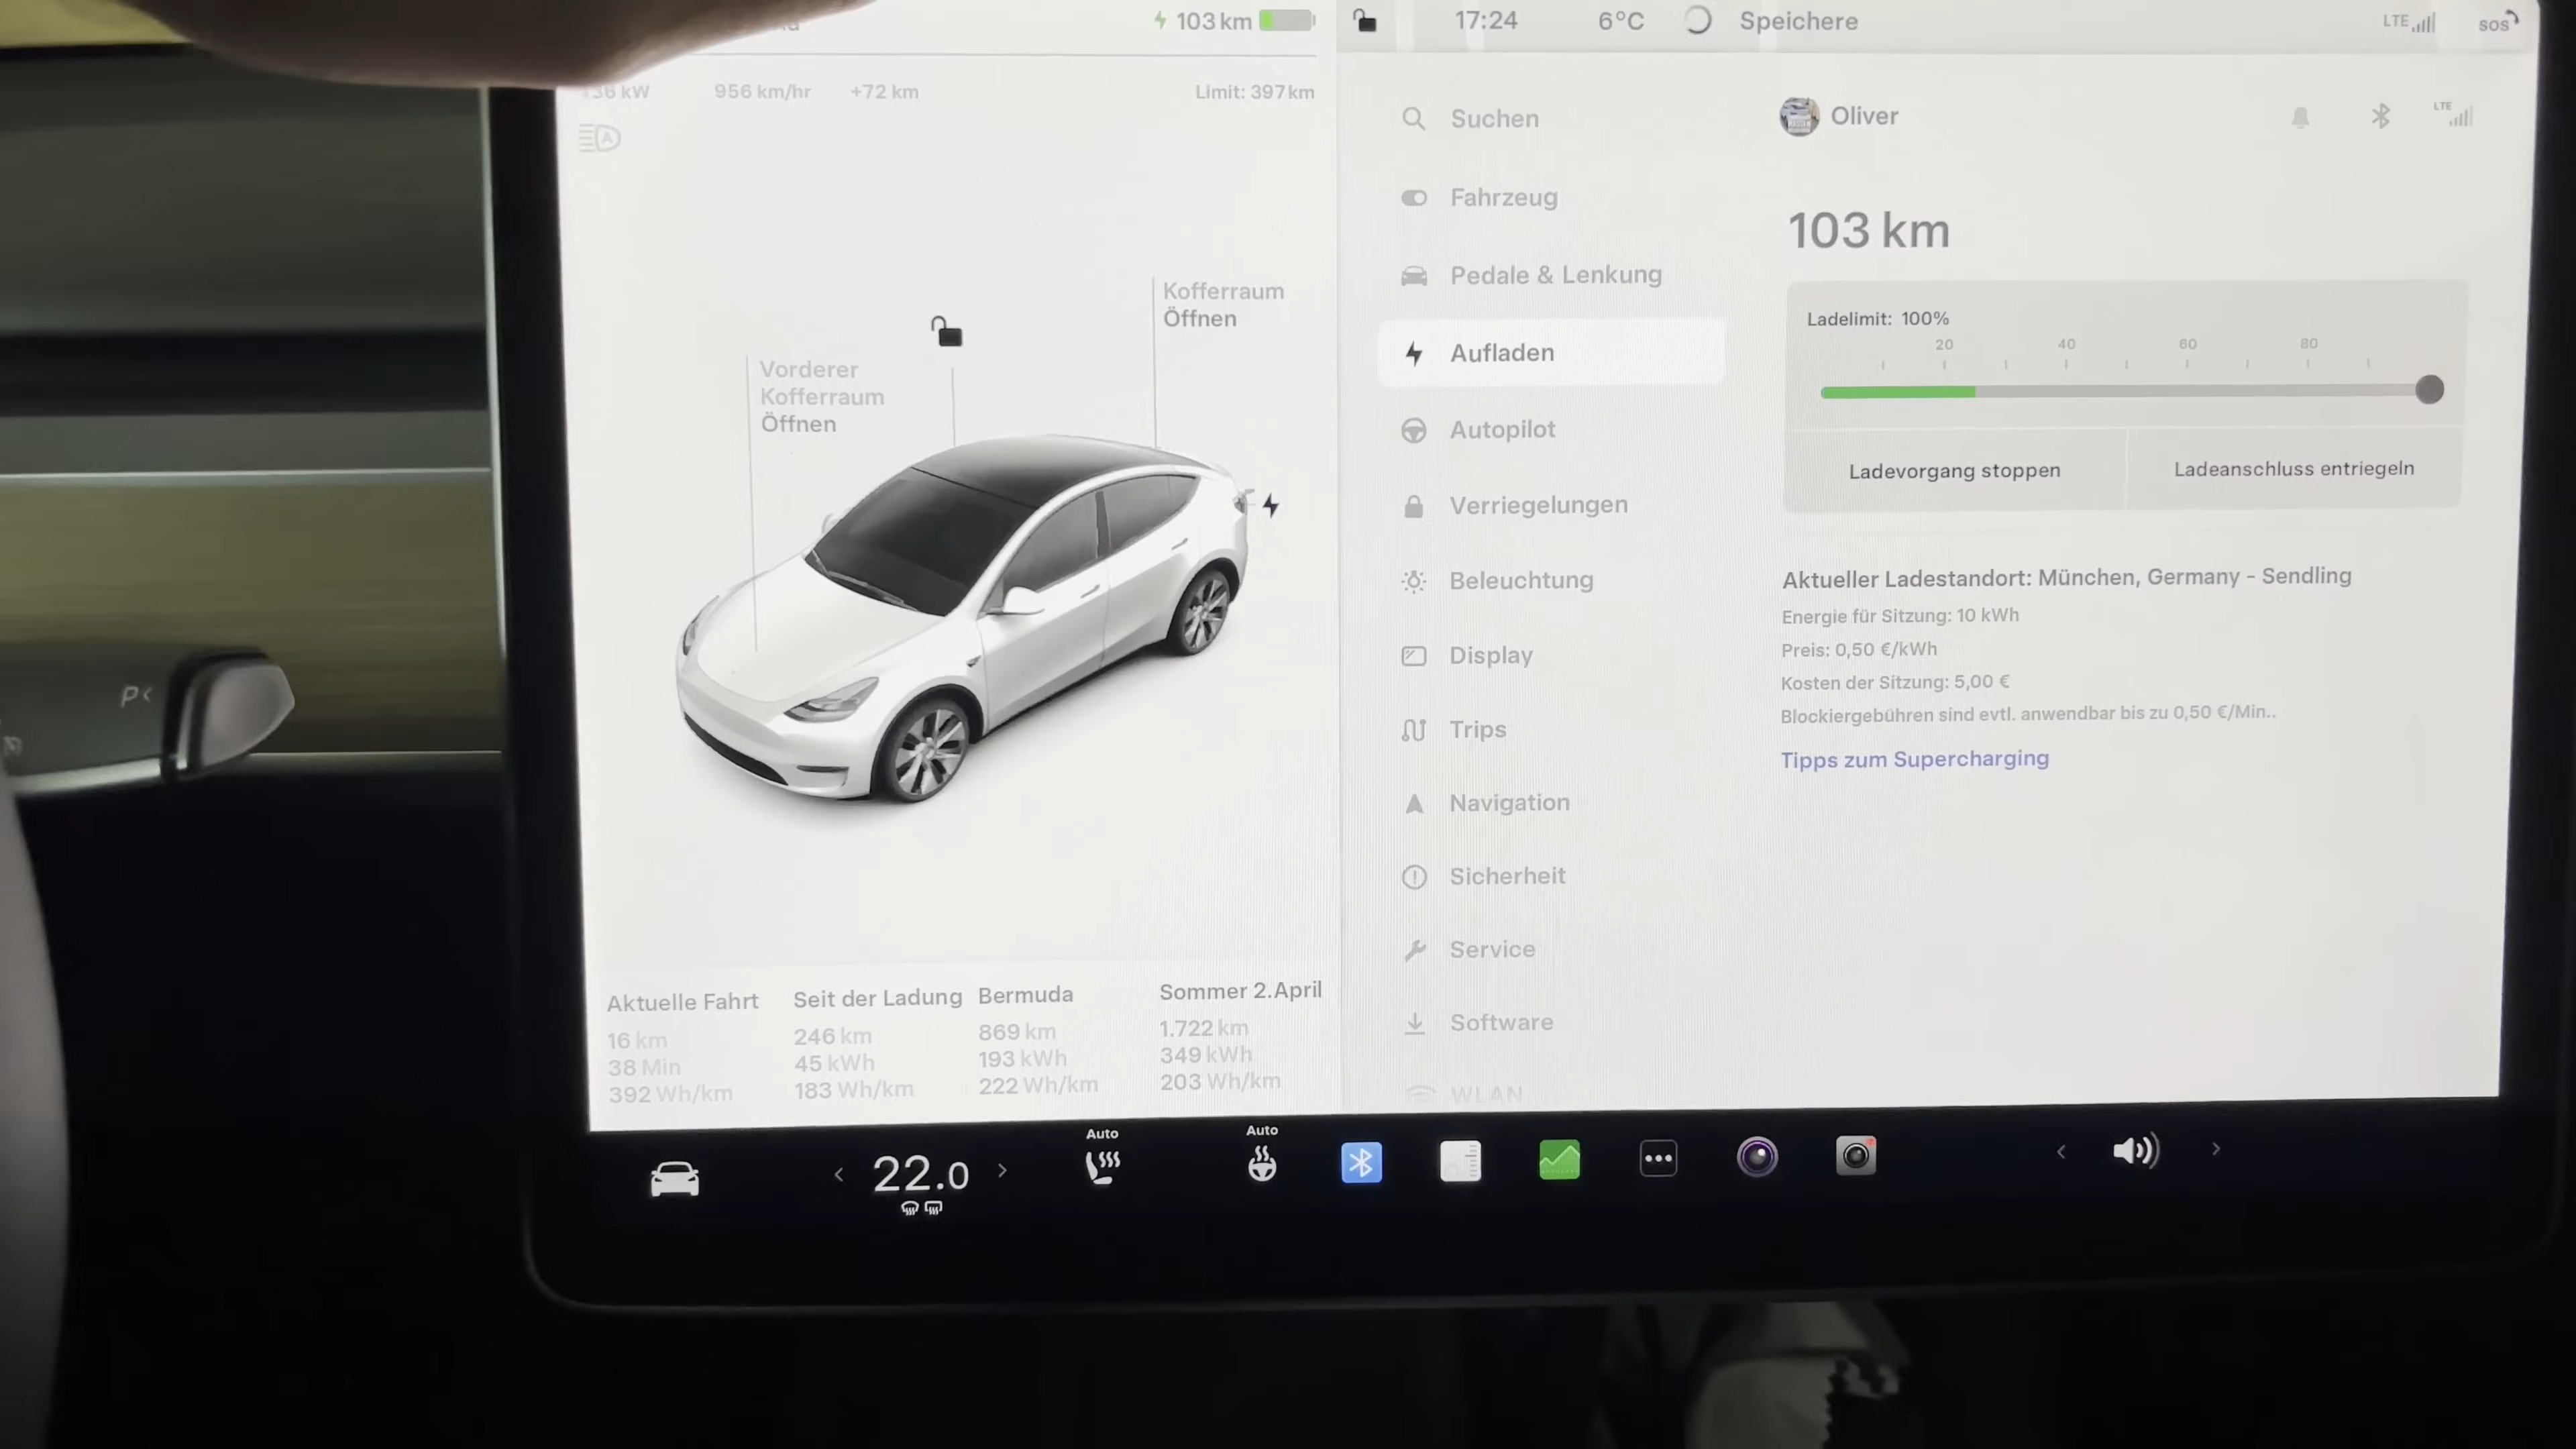 103 km
17:24
6°C
Speichere
LTE
sos
136 kW
956 km/hr
+72 km
Limit: 397 km
A
Kofferraum
Öffnen
Vorderer
Kofferraum
Öffnen
Aktuelle Fahrt
16 km
38 Min
392 Wh/km
Seit der Ladung
246 km
45 kWh
183 Wh/km
Bermuda
869 km
193 kWh
222 Wh/km
Sommer 2.April
1.722 km
349 kWh
203 Wh/km
Suchen
Fahrzeug
Pedale & Lenkung
Aufladen
Autopilot
Verriegelungen
Beleuchtung
Display
Trips
Navigation
Sicherheit
Service
Software
WLAN
Oliver
LTE
103 km
Ladelimit: 100%
20 40 60 80
Ladevorgang stoppen
Ladeanschluss entriegeln
Aktueller Ladestandort: München, Germany - Sendling
Energie für Sitzung: 10 kWh
Preis: 0,50 €/kWh
Kosten der Sitzung: 5,00 €
Blockiergebühren sind evtl. anwendbar bis zu 0,50 €/Min..
Tipps zum Supercharging
P<
22.0
Auto
Auto